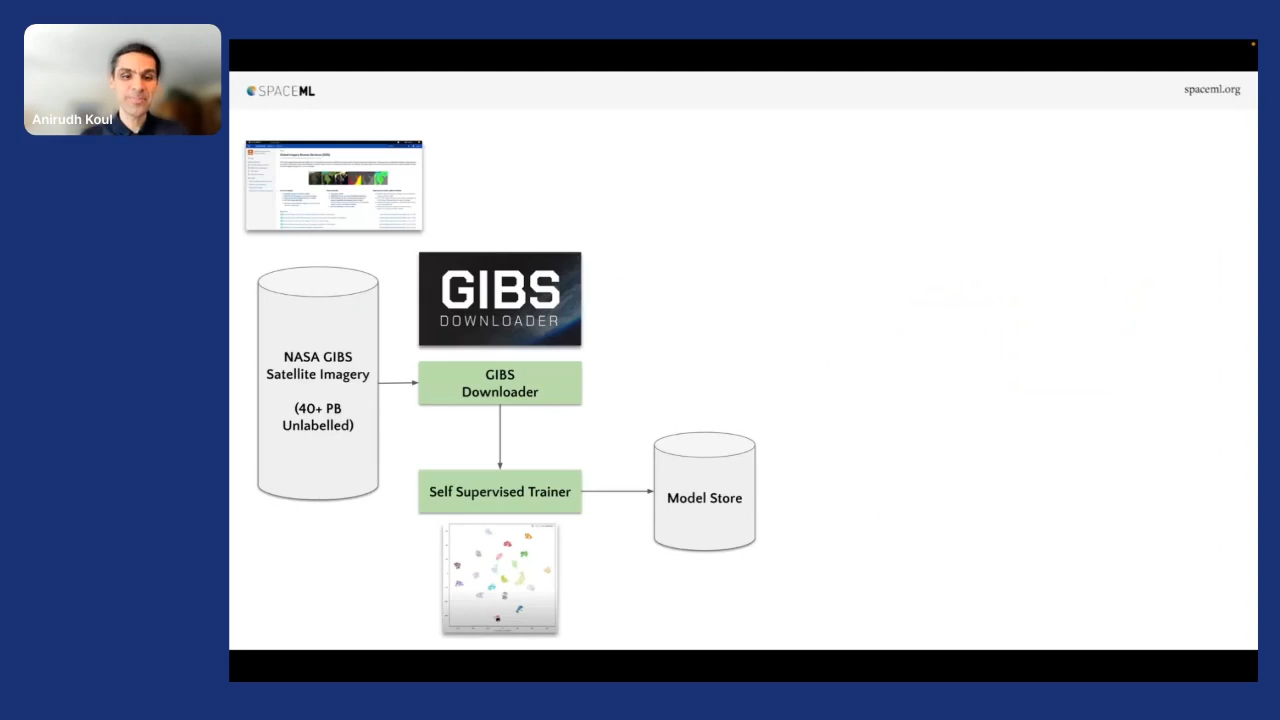 Anirudh Koul
SPACEML
spaceml.org
GIBS
DOWNLOADER
NASA GIBS
Satellite Imagery
(40+ PB
Unlabelled)
GIBS
Downloader
Self Supervised Trainer
Model Store